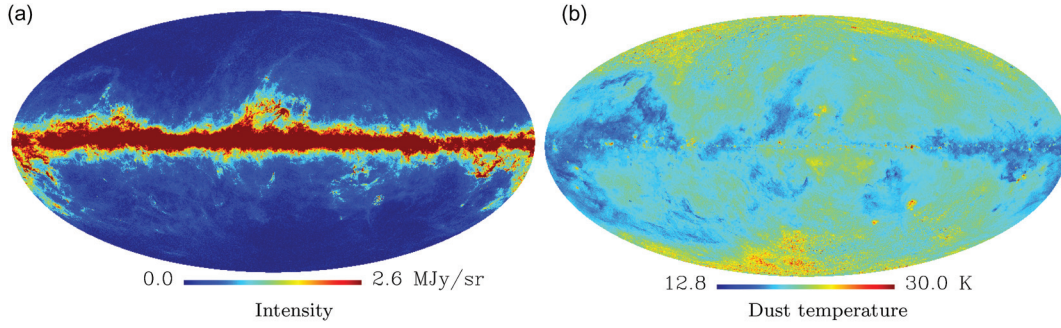 (a)
(b)
0.0 2.6 MJy/sr
Intensity
12.8 30.0 K
Dust temperature